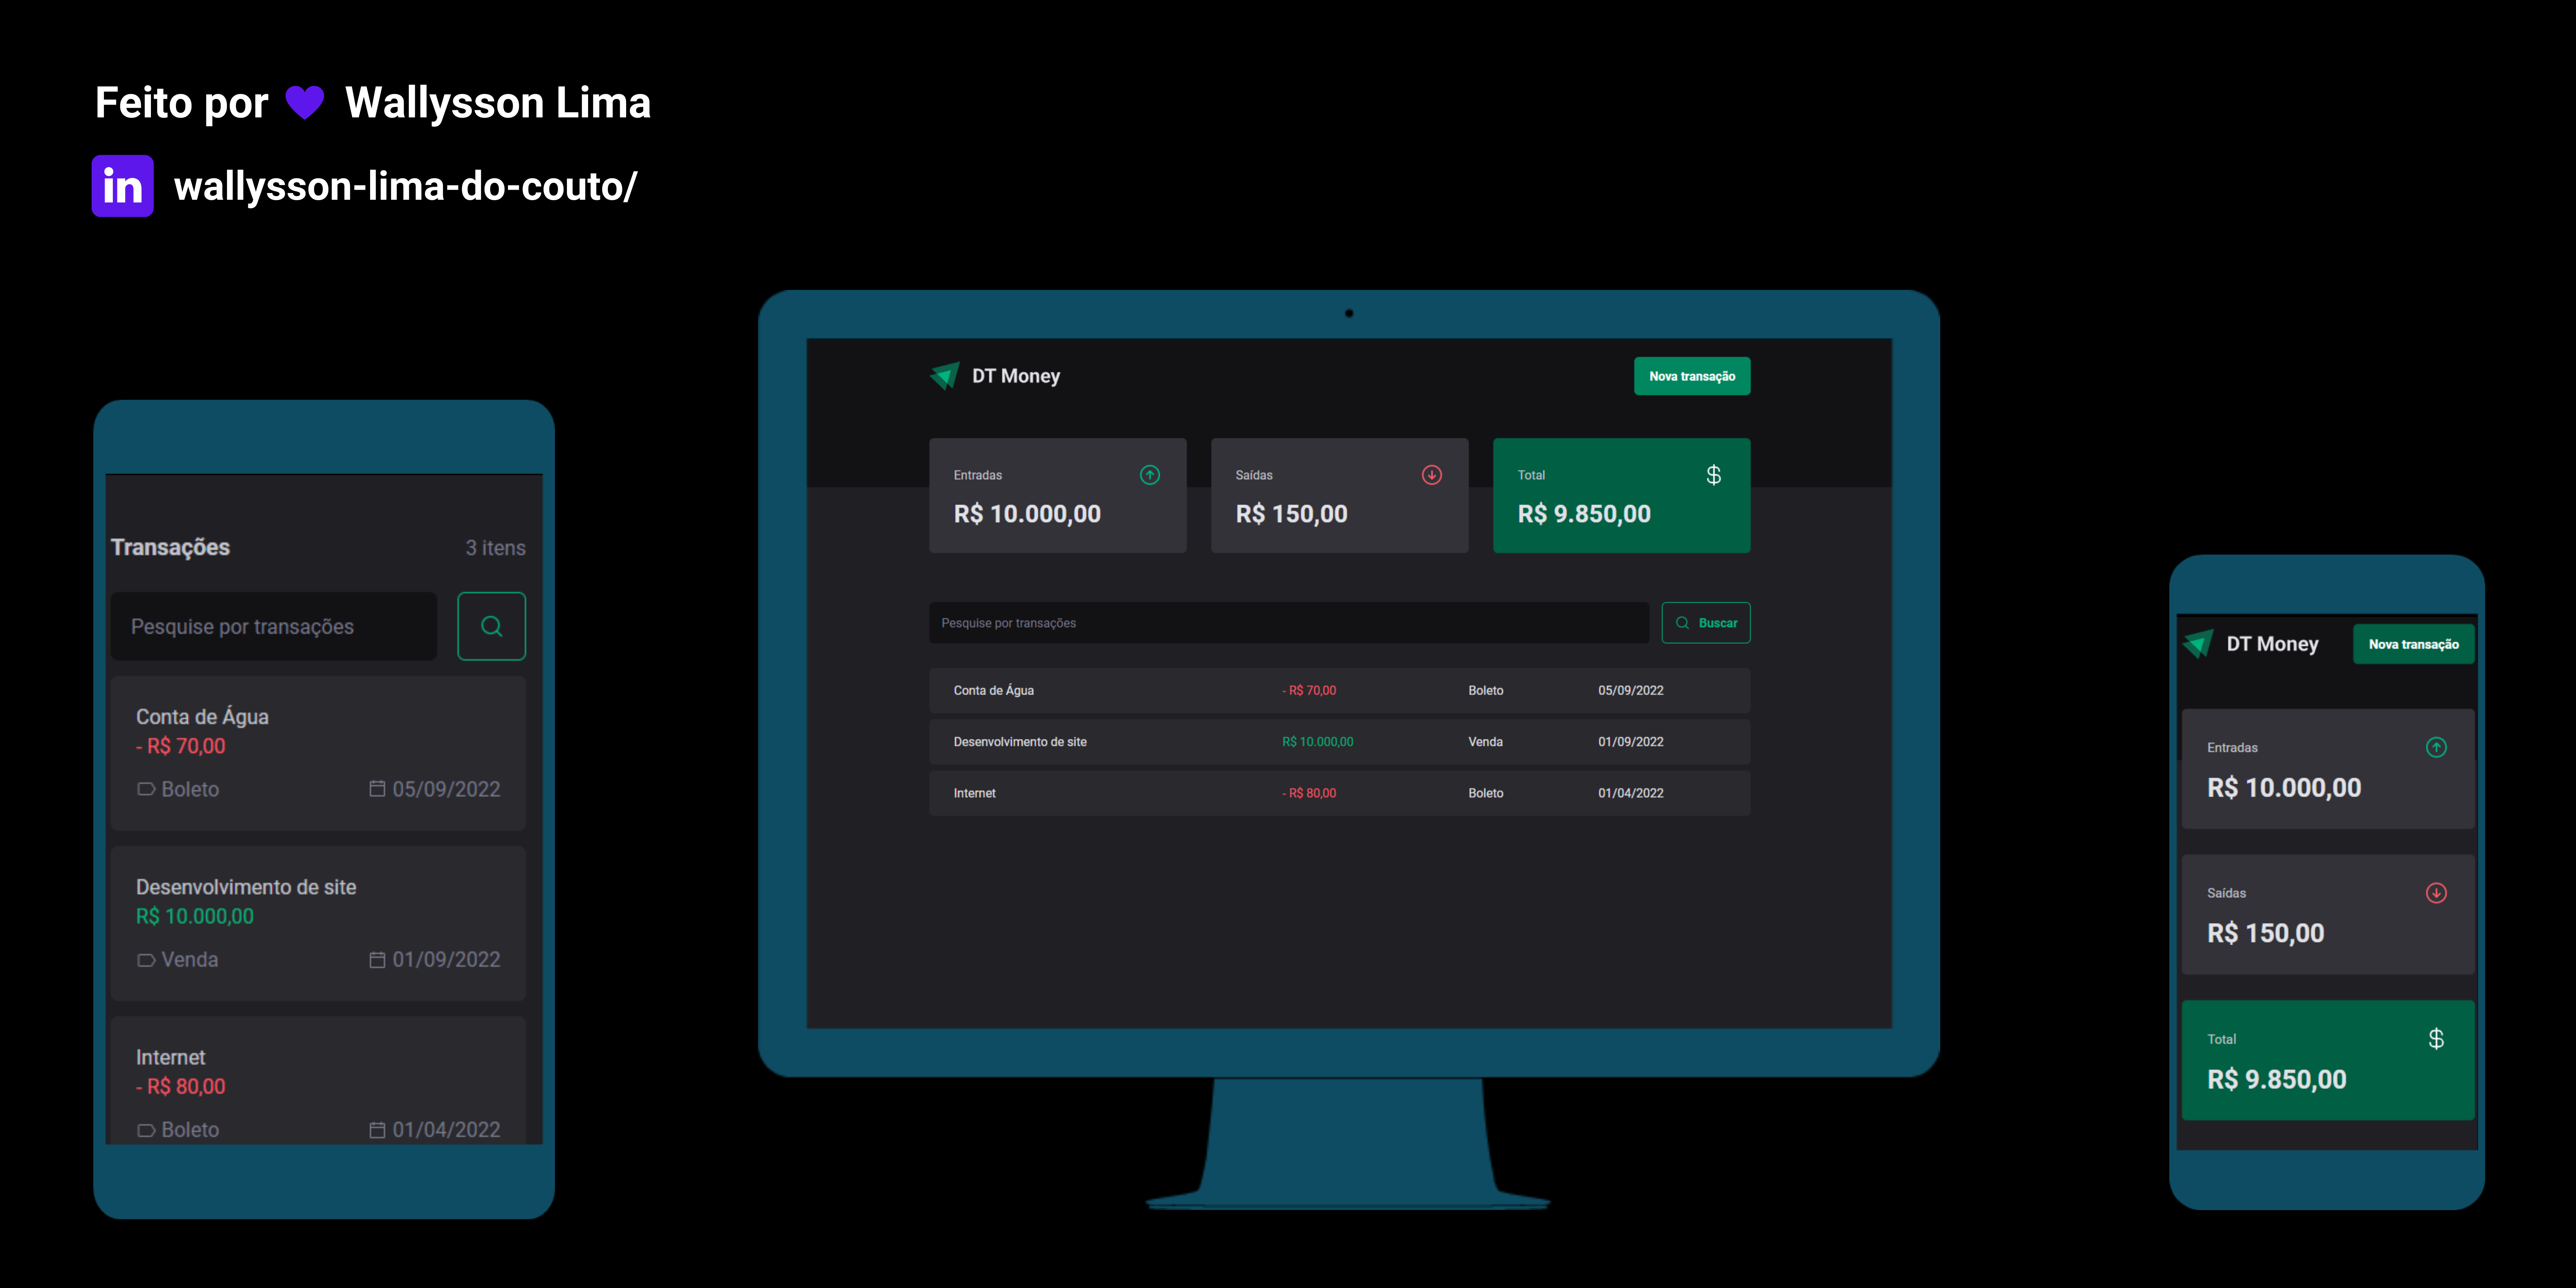 Feito por Wallysson Lima
in wallysson-lima-do-couto/
Transações 3 itens
Pesquise por transações
Conta de Água
- R$ 70,00
Boleto 05/09/2022
Desenvolvimento de site
R$ 10.000,00
Venda 01/09/2022
Internet
- R$ 80,00
Boleto 01/04/2022
DT Money Nova transação
Entradas Saídas Total $
R$ 10.000,00 R$ 150,00 R$ 9.850,00
Pesquise por transações Buscar
Conta de Água - R$ 70,00 Boleto 05/09/2022
Desenvolvimento de site R$ 10.000,00 Venda 01/09/2022
Internet - R$ 80,00 Boleto 01/04/2022
DT Money Nova transação
Entradas
R$ 10.000,00
Saídas
R$ 150,00
Total $
R$ 9.850,00